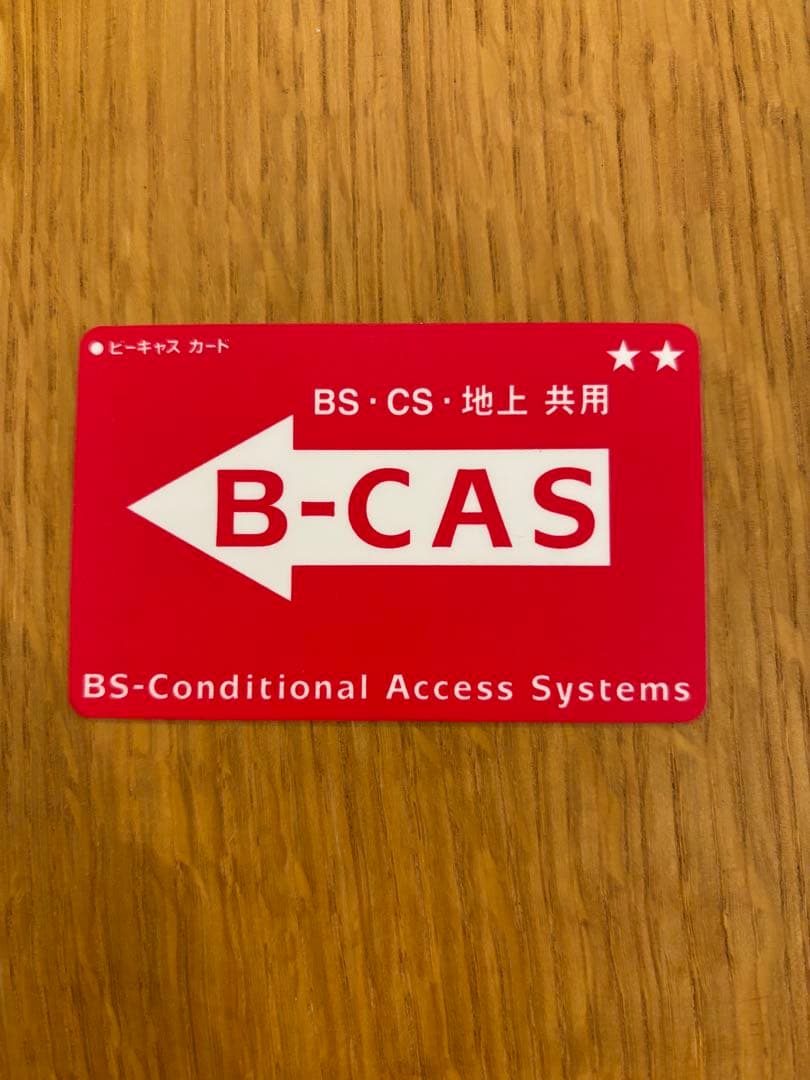 ●ビーキャス カード
★★
BS・CS・地上 共用
B-CAS
BS-Conditional Access Systems